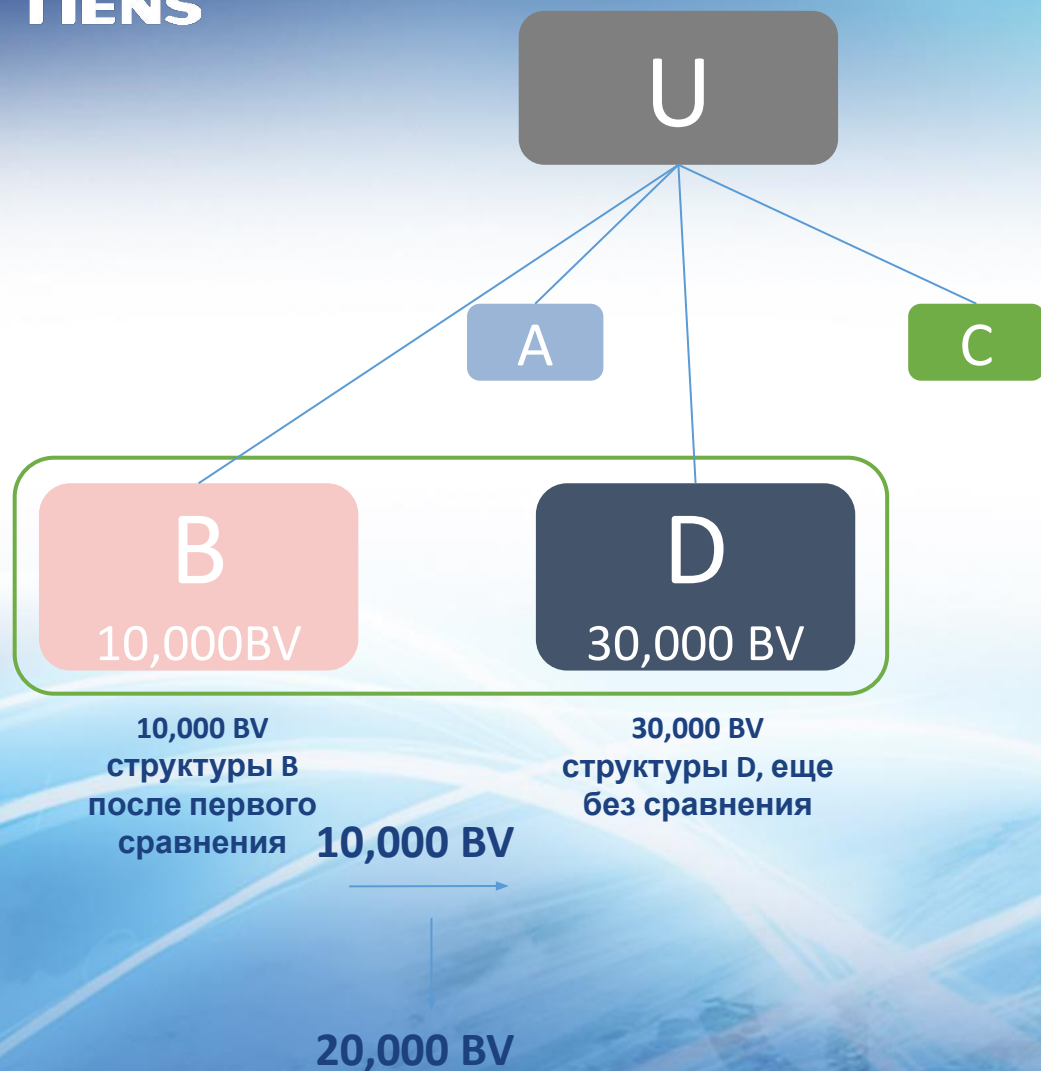 TIENS
U
A
C
B
10,000BV
D
30,000 BV
10,000 BV
структуры B
после первого
сравнения
30,000 BV
структуры D, еще
без сравнения
10,000 BV
20,000 BV